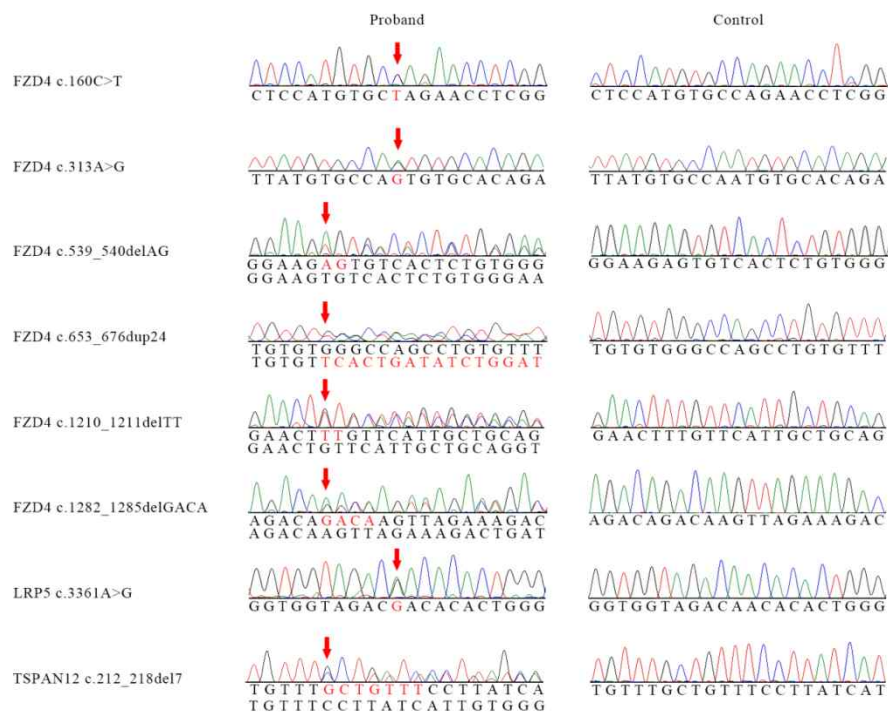 Proband Control
FZD4 c.160C>T
CTCCATGTGCTAGAACCTCGG CTCCATGTGCCAGAACCTCGG
FZD4 c.313A>G
TTATGTGCCAGTGTGCACAGA TTATGTGCCAATGTGCACAGA
FZD4 c.539_540delAG
GGAAGAGTGTCACTCTGTGGG GGAAGAGTGTCACTCTGTGGG
GGAAGTGTCACTCTGTGGGAA
FZD4 c.653_676dup24
TGTGTGGGCCAGCCTGTGTTT TGTGTGGGCCAGCCTGTGTTT
TGTGTTCACTGATATCTGGAT
FZD4 c.1210_1211delTT
GAACTTTGTTCATTGCTGCAG GAACTTTGTTCATTGCTGCAG
GAACTGTTCATTGCTGCAGGT
FZD4 c.1282_1285delGACA
AGACAGACAAGTTAGAAAGAC AGACAGACAAGTTAGAAAGAC
AGACAAGTTAGAAAGACTGAT
LRP5 c.3361A>G
GGTGGTAGACGACACACTGGG GGTGGTAGACAACACACTGGG
TSPAN12 c.212_218del7
TGTTTGCTGTTTCCTTATCA TGTTTGCTGTTTCCTTATCAT
TGTTTCCTTATCATTGTGGG